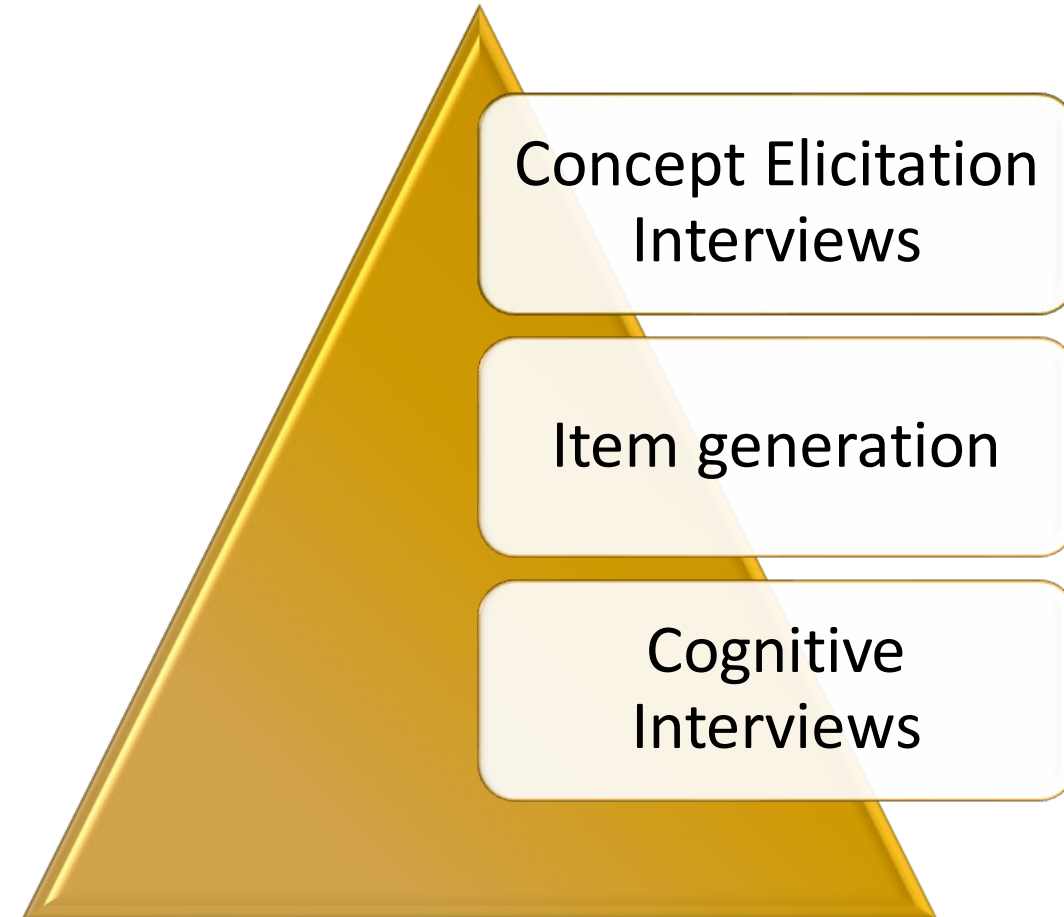 Concept Elicitation
Interviews
Item generation
Cognitive
Interviews